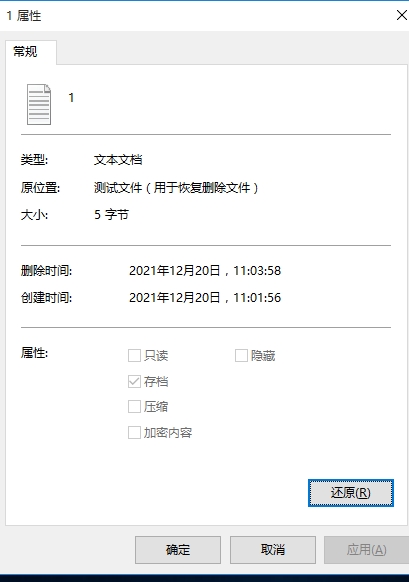 1 属性
常规
1
类型: 文本文档
原位置: 测试文件（用于恢复删除文件）
大小: 5 字节
删除时间: 2021年12月20日，11:03:58
创建时间: 2021年12月20日，11:01:56
属性: 只读 隐藏
存档
压缩
加密内容
还原(R)
确定 取消 应用(A)